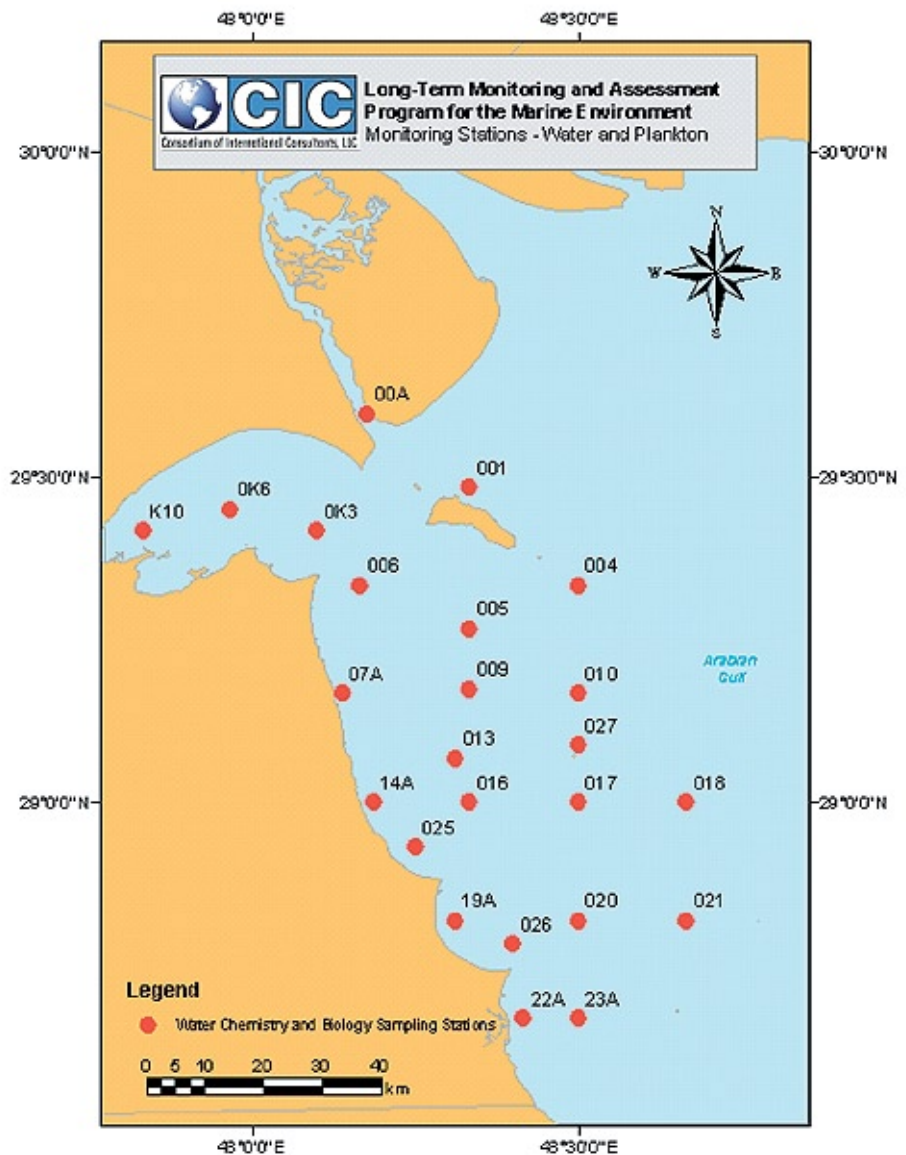 48°0'0"E 48°30'0"E
CIC
Consortium of International Consultants, LLC
Long-Term Monitoring and Assessment
Program for the Marine Environment
Monitoring Stations - Water and Plankton
30°0'0"N 30°0'0"N
N
W E
S
00A
29°30'0"N 29°30'0"N
001
0K6
K10 0K3
006 004
005
Arabian
Gulf
07A 009 010
027
013
14A 016 017 018
29°0'0"N 29°0'0"N
025
19A 020 021
026
Legend
22A 23A
Water Chemistry and Biology Sampling Stations
0 5 10 20 30 40
km
48°0'0"E 48°30'0"E